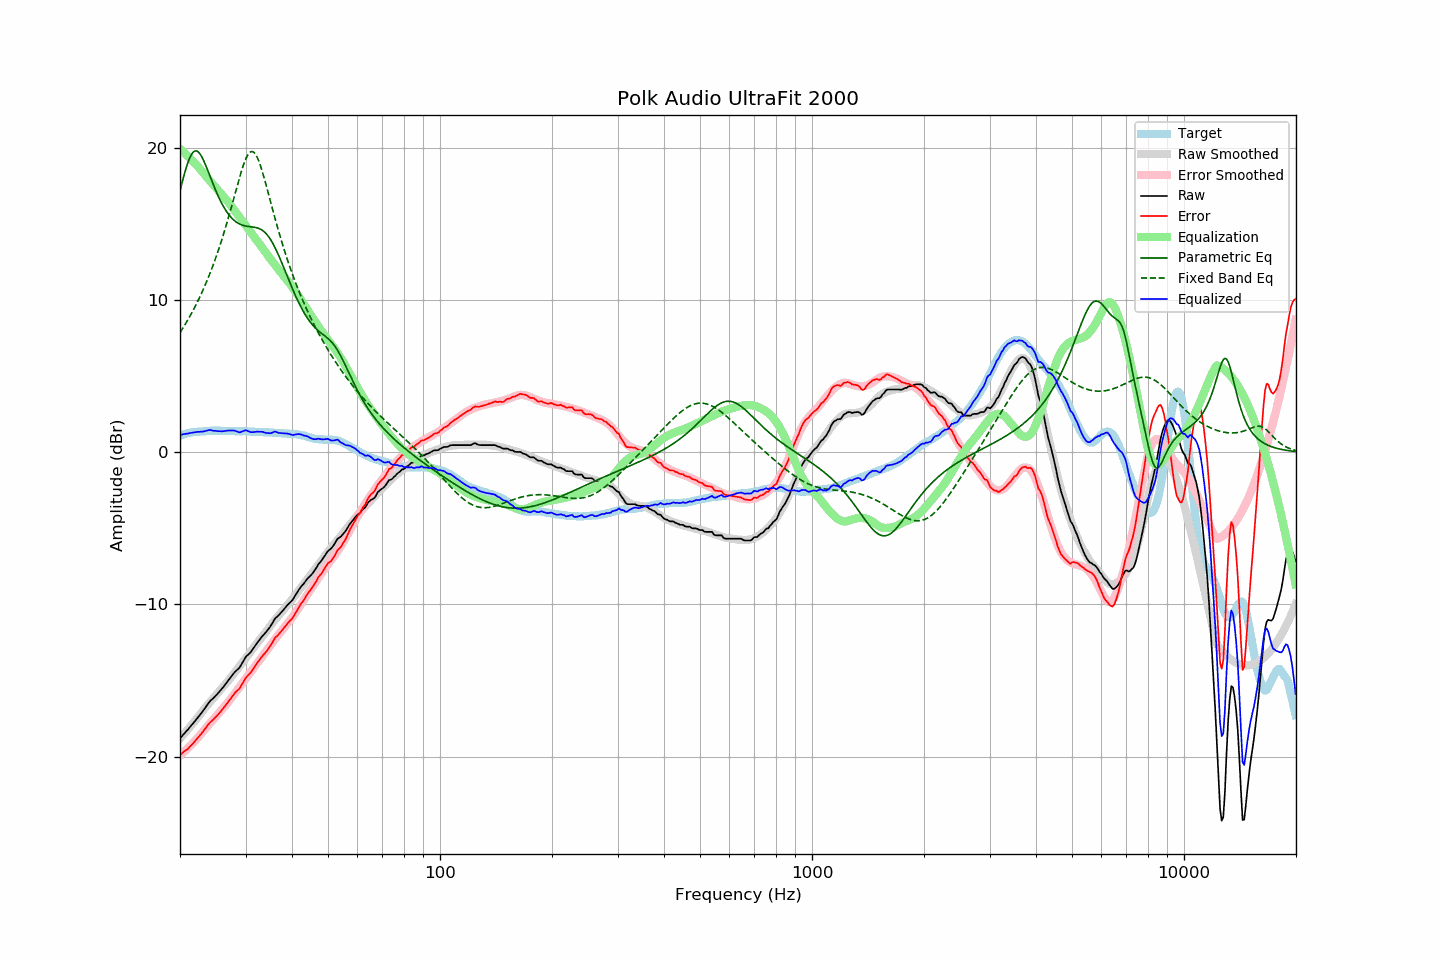 Polk Audio UltraFit 2000
Amplitude (dBr)
20
10
0
−10
−20
100
1000
10000
Frequency (Hz)
Target
Raw Smoothed
Error Smoothed
Raw
Error
Equalization
Parametric Eq
Fixed Band Eq
Equalized